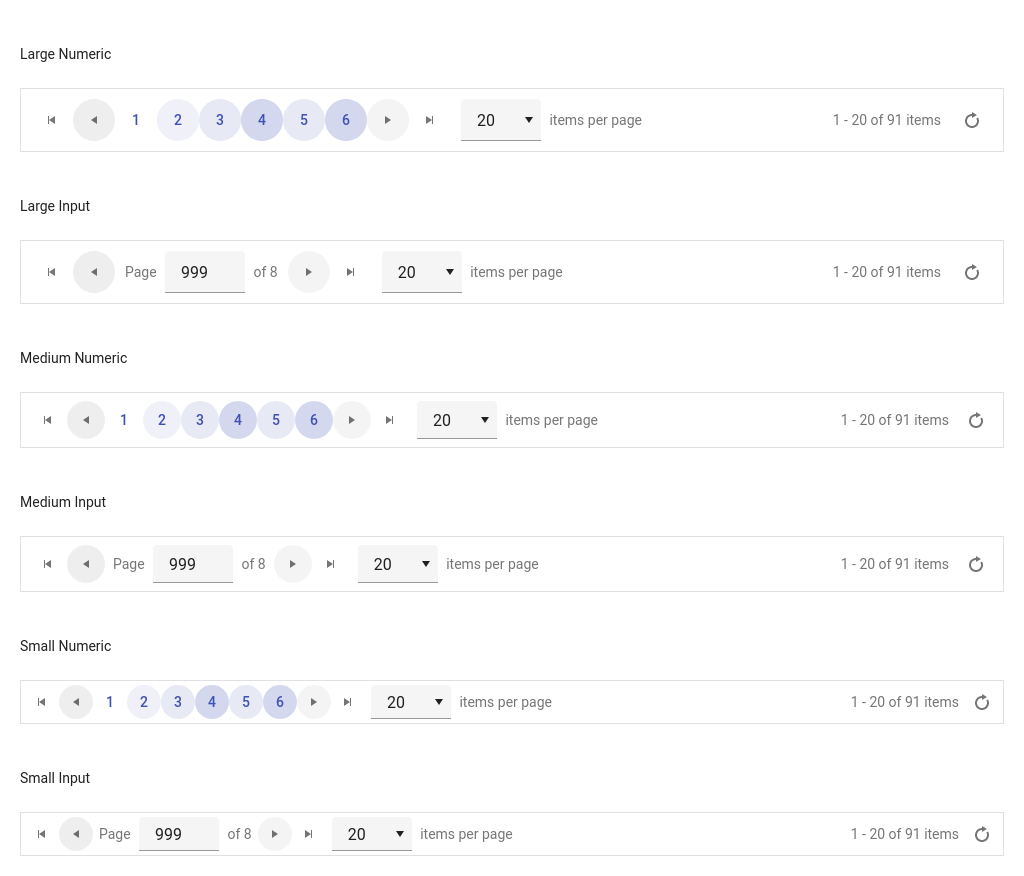 Large Numeric
1 2 3 4 5 6 20 items per page 1 - 20 of 91 items
Large Input
Page 999 of 8 20 items per page 1 - 20 of 91 items
Medium Numeric
1 2 3 4 5 6 20 items per page 1 - 20 of 91 items
Medium Input
Page 999 of 8 20 items per page 1 - 20 of 91 items
Small Numeric
1 2 3 4 5 6 20 items per page 1 - 20 of 91 items
Small Input
Page 999 of 8 20 items per page 1 - 20 of 91 items